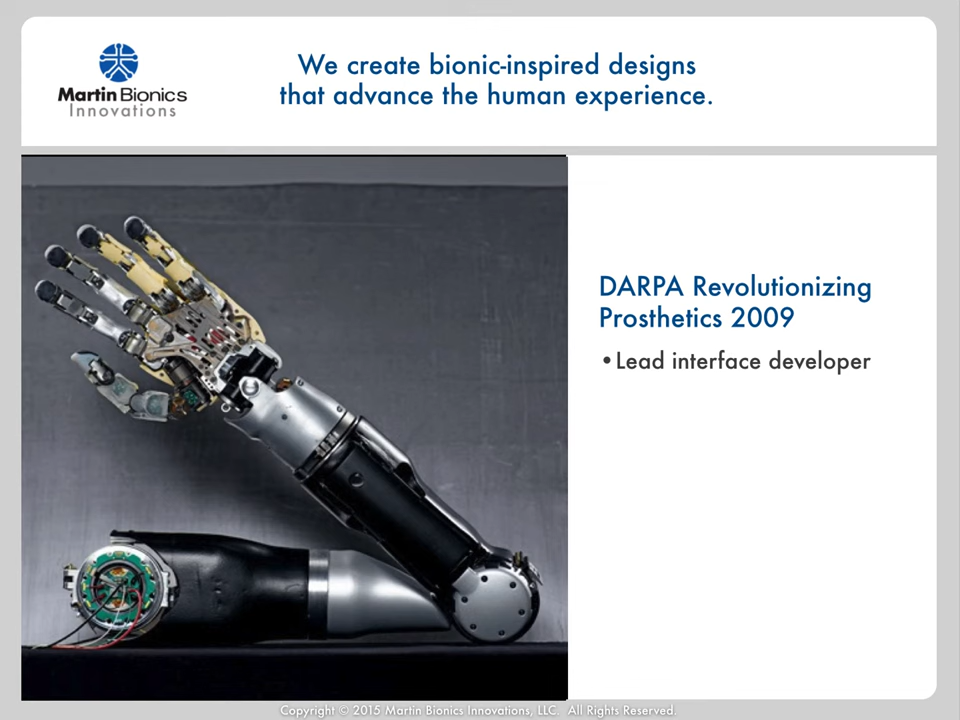 Martin Bionics
Innovations
We create bionic-inspired designs
that advance the human experience.
DARPA Revolutionizing
Prosthetics 2009
• Lead interface developer
Copyright © 2015 Martin Bionics Innovations, LLC. All Rights Reserved.